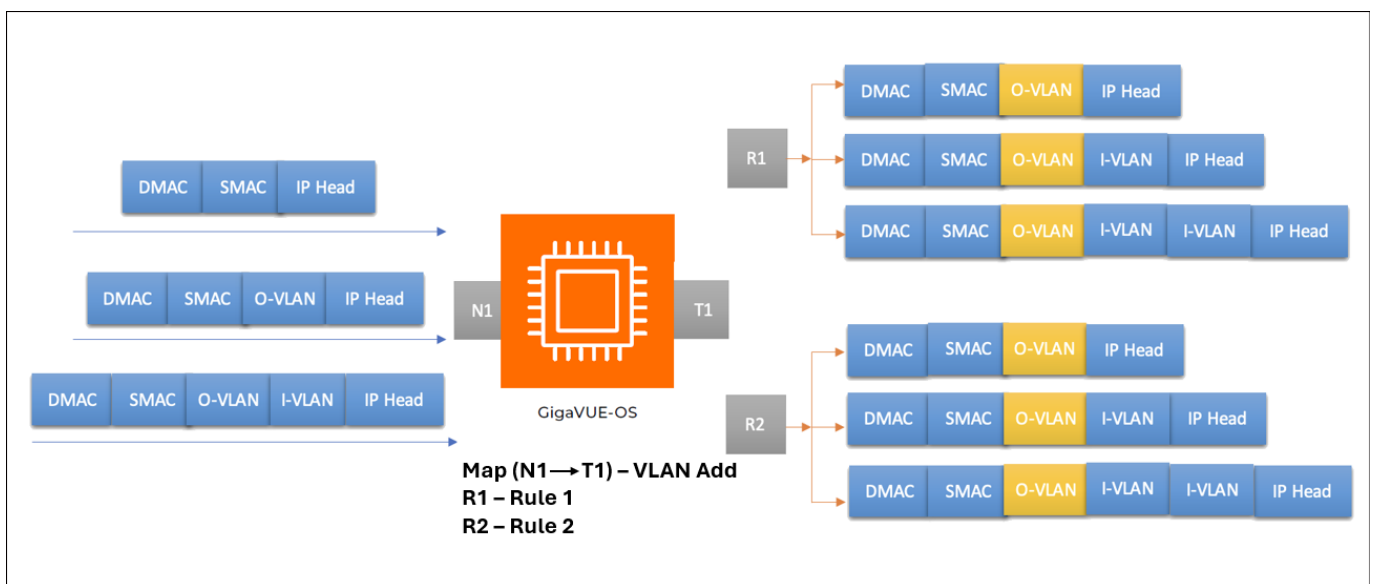 DMAC SMAC IP Head
DMAC SMAC O-VLAN IP Head
DMAC SMAC O-VLAN I-VLAN IP Head
N1
T1
GigaVUE-OS
Map (N1→T1) – VLAN Add
R1 – Rule 1
R2 – Rule 2
R1
DMAC SMAC O-VLAN IP Head
DMAC SMAC O-VLAN I-VLAN IP Head
DMAC SMAC O-VLAN I-VLAN I-VLAN IP Head
R2
DMAC SMAC O-VLAN IP Head
DMAC SMAC O-VLAN I-VLAN IP Head
DMAC SMAC O-VLAN I-VLAN I-VLAN IP Head